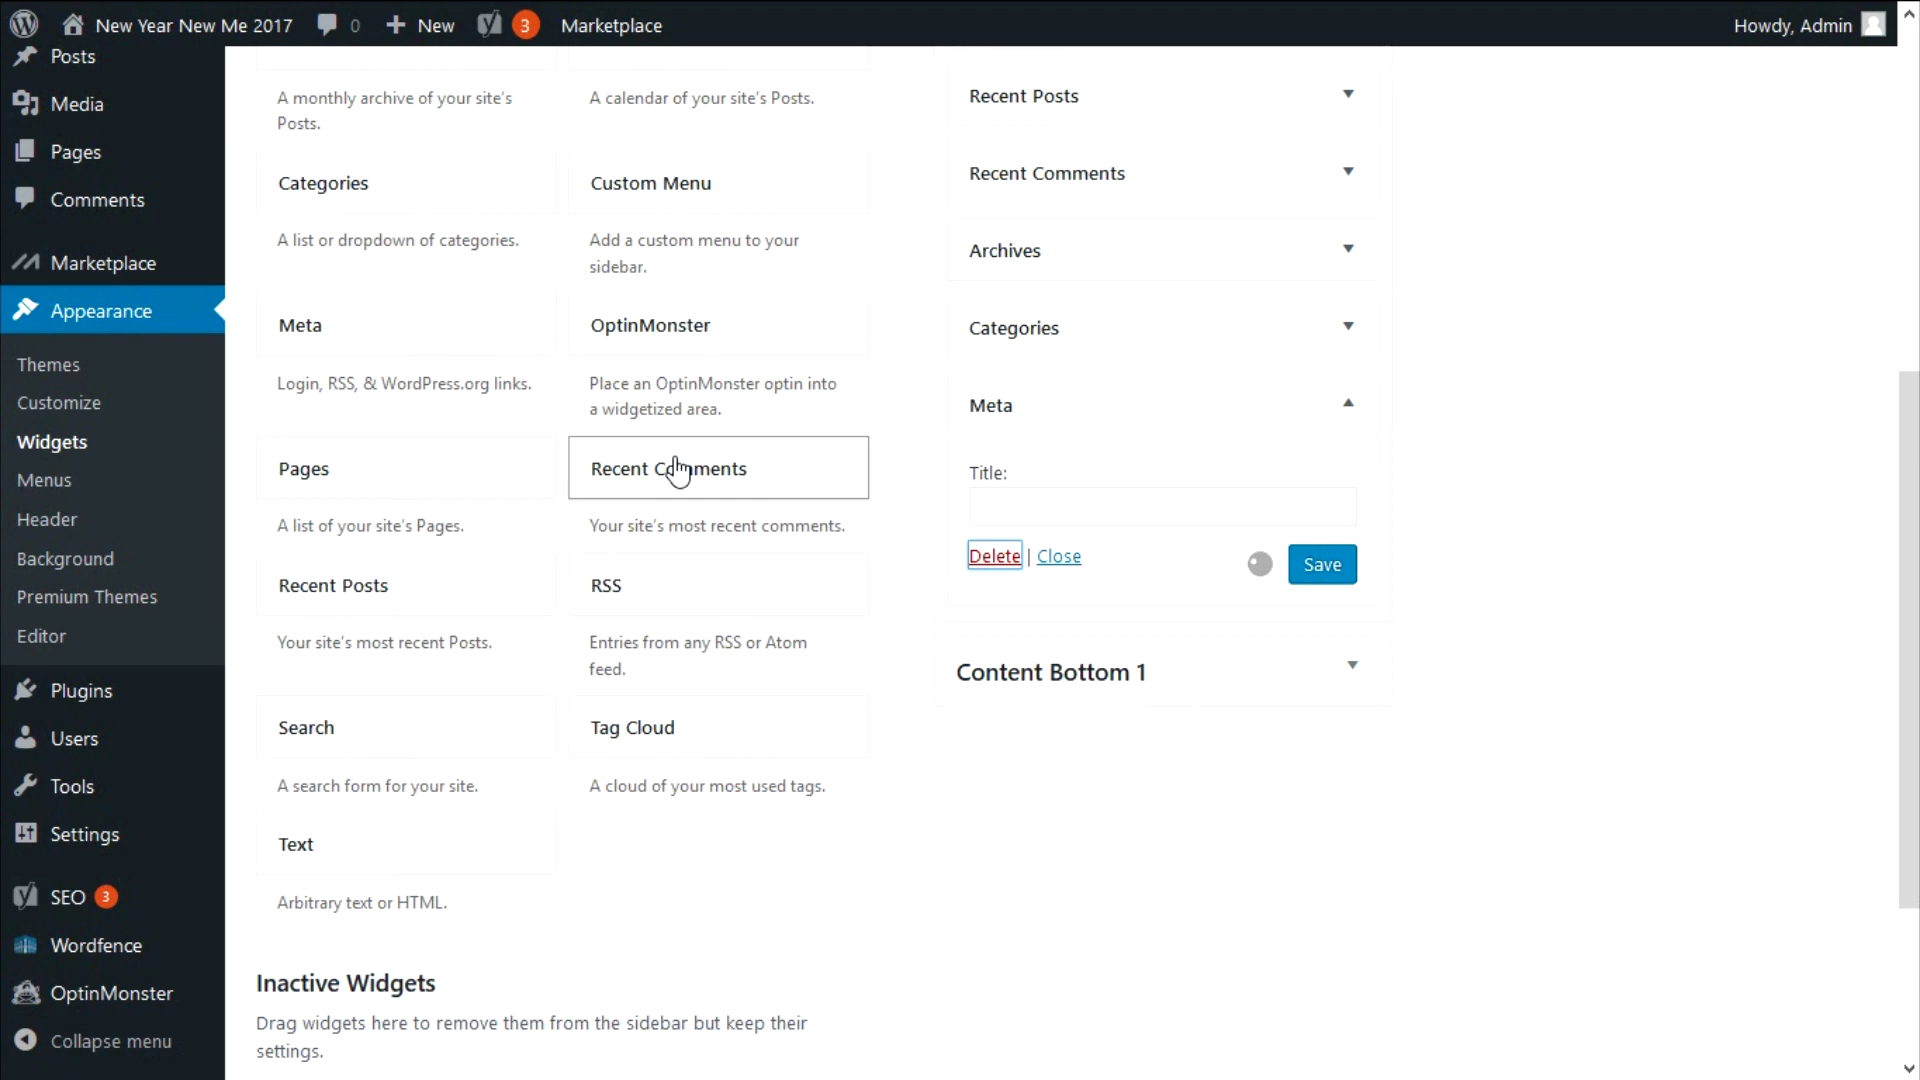 New Year New Me 2017
0
New
3
Marketplace
Howdy, Admin
Posts
Media
Pages
Comments
Marketplace
Appearance
Themes
Customize
Widgets
Menus
Header
Background
Premium Themes
Editor
Plugins
Users
Tools
Settings
SEO 3
Wordfence
OptinMonster
Collapse menu
A monthly archive of your site's
Posts.
A calendar of your site's Posts.
Categories
A list or dropdown of categories.
Custom Menu
Add a custom menu to your
sidebar.
Meta
Login, RSS, & WordPress.org links.
OptinMonster
Place an OptinMonster optin into
a widgetized area.
Pages
A list of your site's Pages.
Recent Comments
Your site's most recent comments.
Recent Posts
Your site's most recent Posts.
RSS
Entries from any RSS or Atom
feed.
Search
A search form for your site.
Tag Cloud
A cloud of your most used tags.
Text
Arbitrary text or HTML.
Inactive Widgets
Drag widgets here to remove them from the sidebar but keep their
settings.
Recent Posts
Recent Comments
Archives
Categories
Meta
Title:
Delete | Close
Save
Content Bottom 1